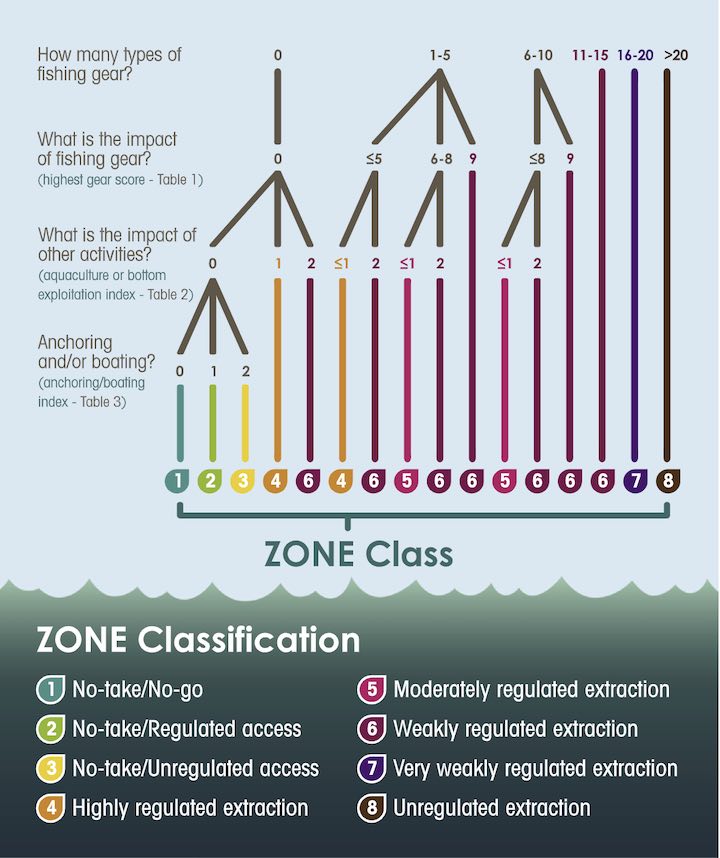 How many types of
fishing gear?
0 1-5 6-10 11-15 16-20 >20
What is the impact
of fishing gear?
(highest gear score - Table 1)
0 ≤5 6-8 9 ≤8 9
What is the impact of
other activities?
(aquaculture or bottom
exploitation index - Table 2)
0 1 2 ≤1 2 ≤1 2 ≤1 2
Anchoring
and/or boating?
(anchoring/boating
index - Table 3)
0 1 2
1 2 3 4 6 4 6 5 6 6 5 6 6 6 7 8
ZONE Class
ZONE Classification
1 No-take/No-go
2 No-take/Regulated access
3 No-take/Unregulated access
4 Highly regulated extraction
5 Moderately regulated extraction
6 Weakly regulated extraction
7 Very weakly regulated extraction
8 Unregulated extraction